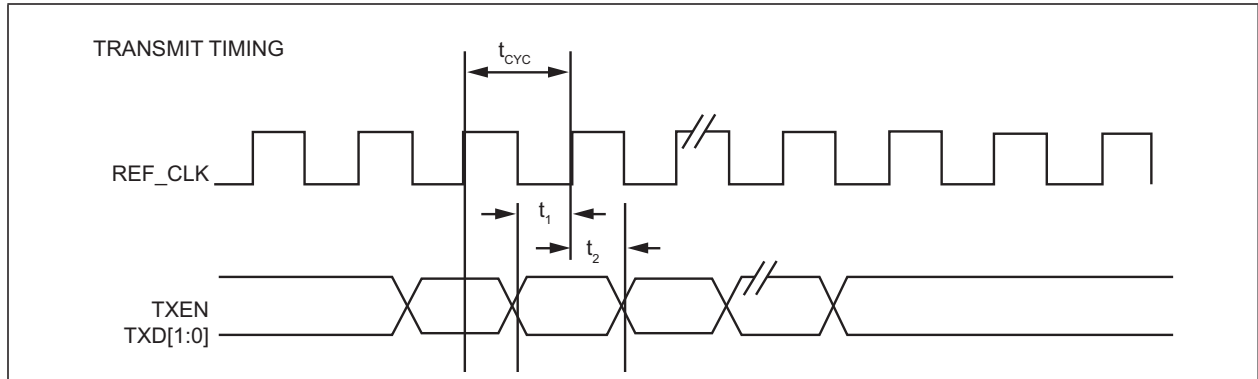 TRANSMIT TIMING
tCYC
REF_CLK
t1
t2
TXEN
TXD[1:0]